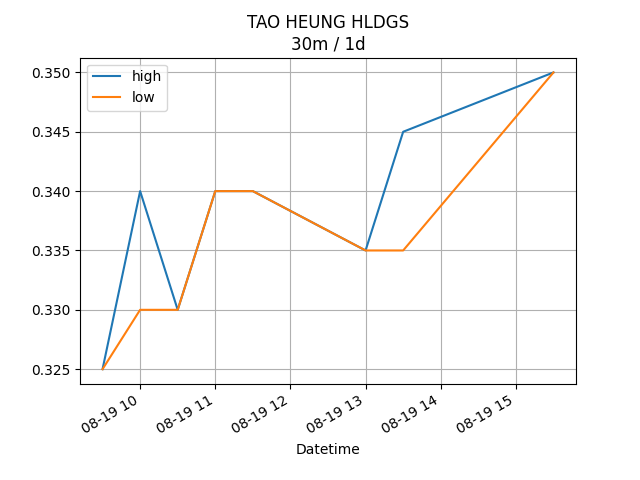 TAO HEUNG HLDGS
30m / 1d
high
low
0.350
0.345
0.340
0.335
0.330
0.325
08-19 10
08-19 11
08-19 12
08-19 13
08-19 14
08-19 15
Datetime